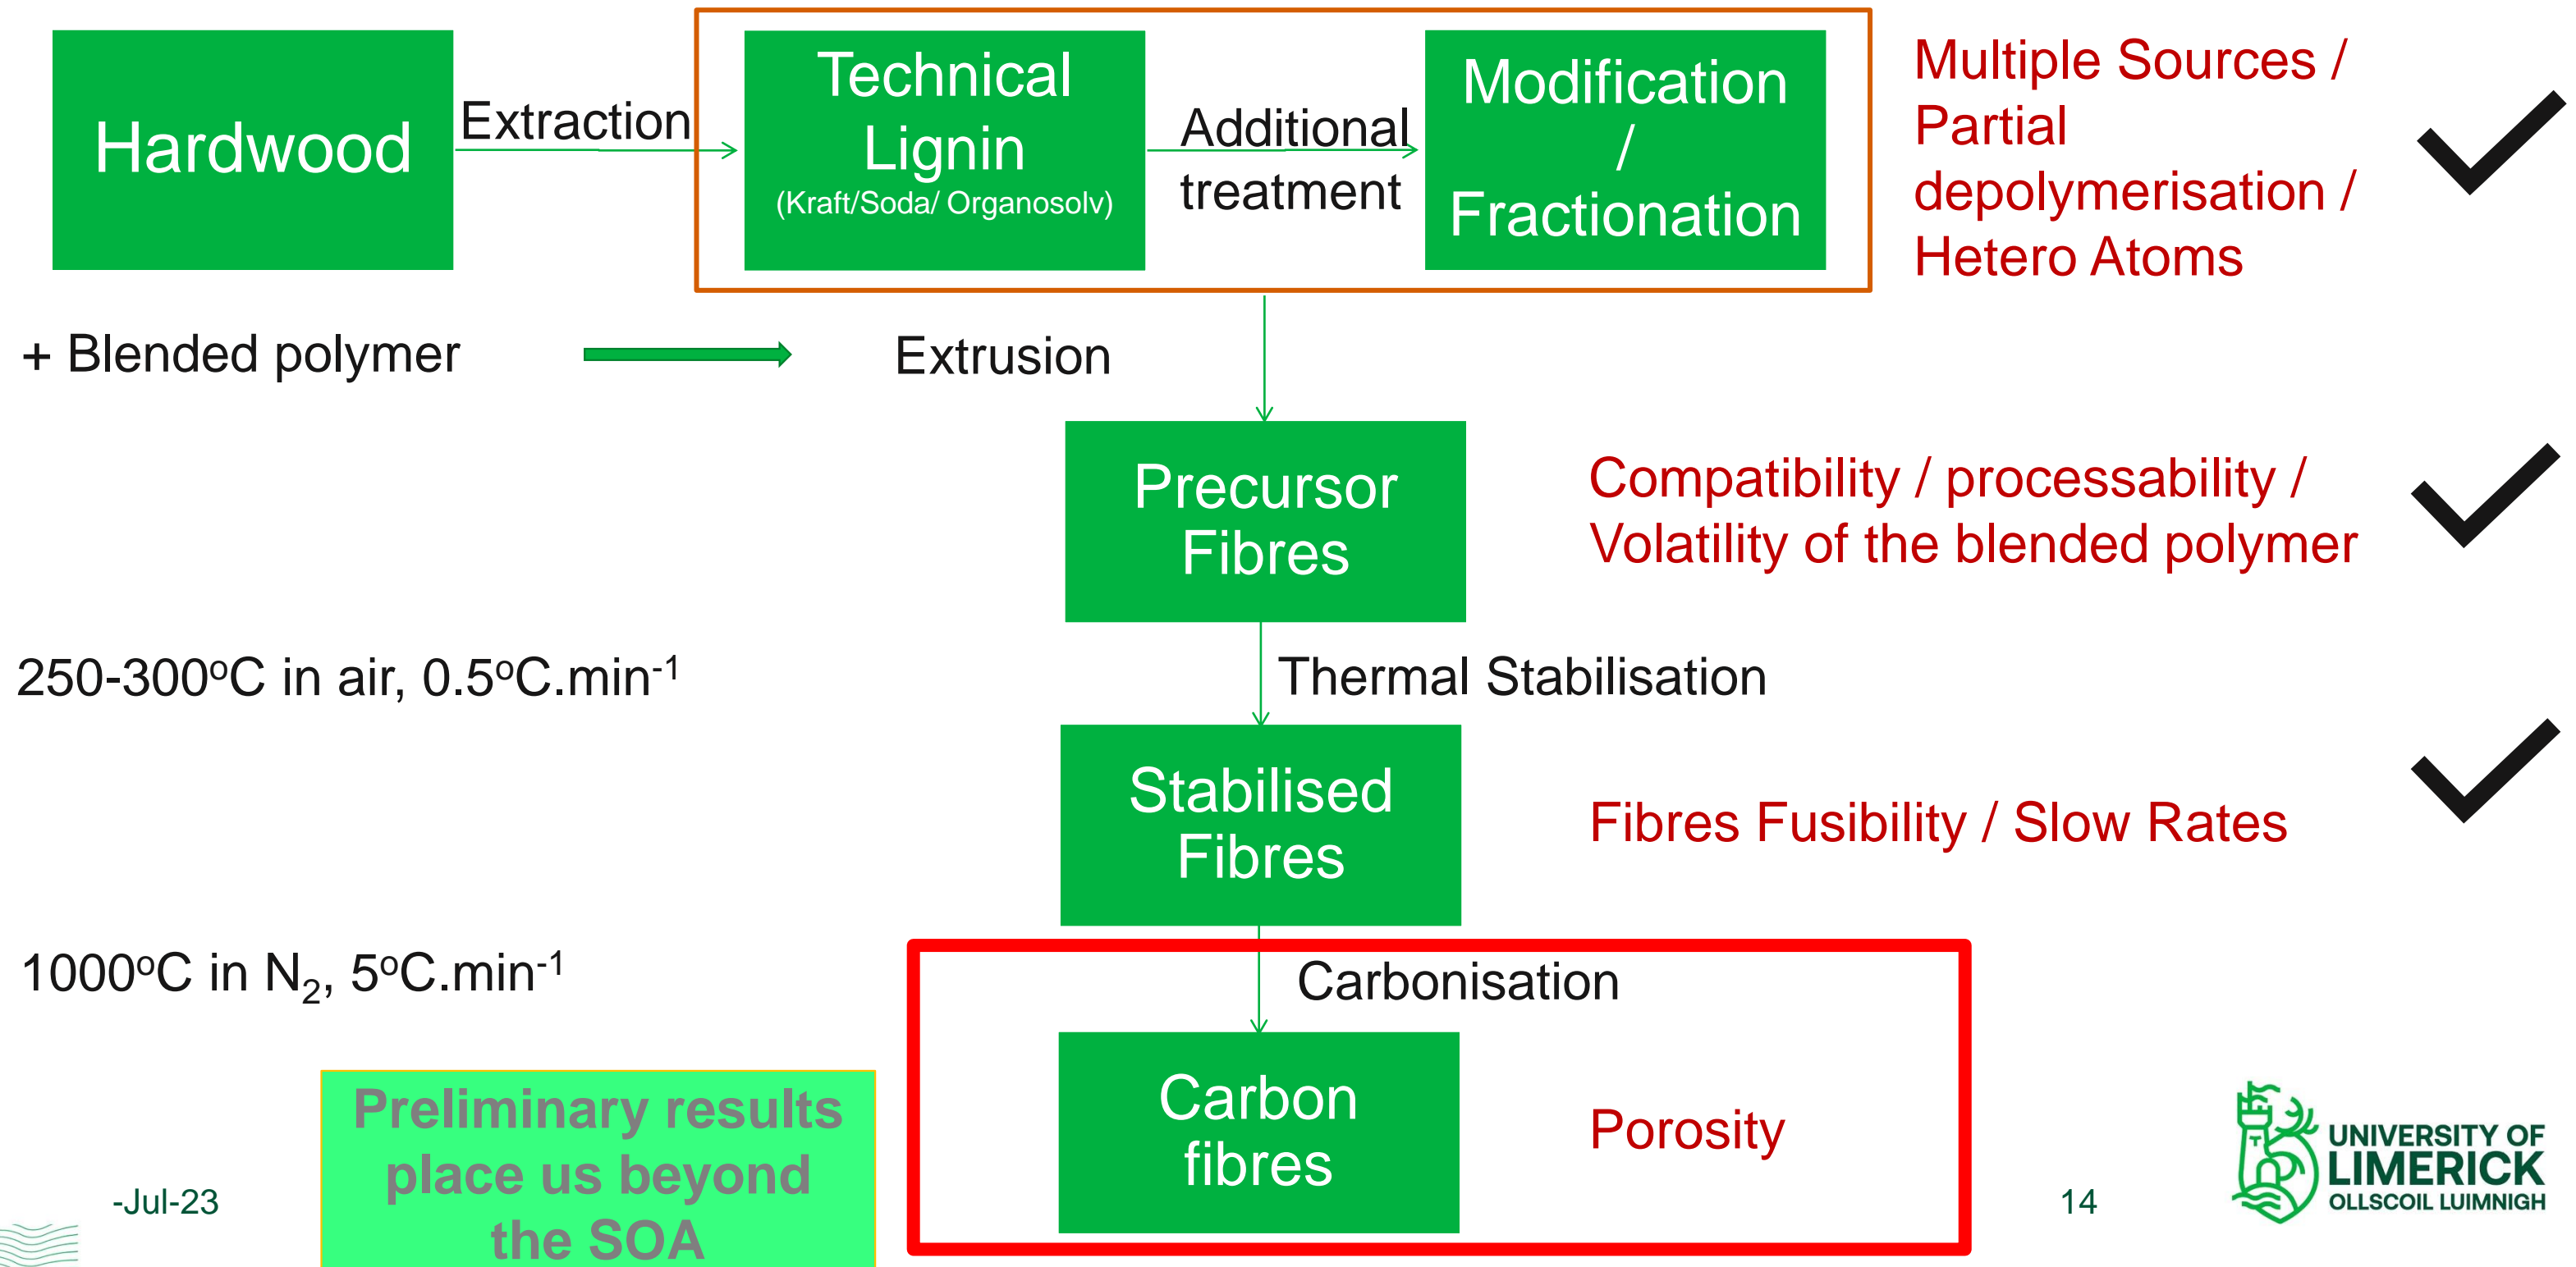 Hardwood
Extraction
Technical
Lignin
(Kraft/Soda/ Organosolv)
Additional
treatment
Modification
/
Fractionation
Multiple Sources /
Partial
depolymerisation /
Hetero Atoms
+ Blended polymer
Extrusion
Precursor
Fibres
Compatibility / processability /
Volatility of the blended polymer
250-300ºC in air, 0.5ºC.min⁻¹
Thermal Stabilisation
Stabilised
Fibres
Fibres Fusibility / Slow Rates
1000ºC in N₂, 5ºC.min⁻¹
Carbonisation
Carbon
fibres
Porosity
Preliminary results
place us beyond
the SOA
-Jul-23
14
UNIVERSITY OF
LIMERICK
OLLSCOIL LUIMNIGH